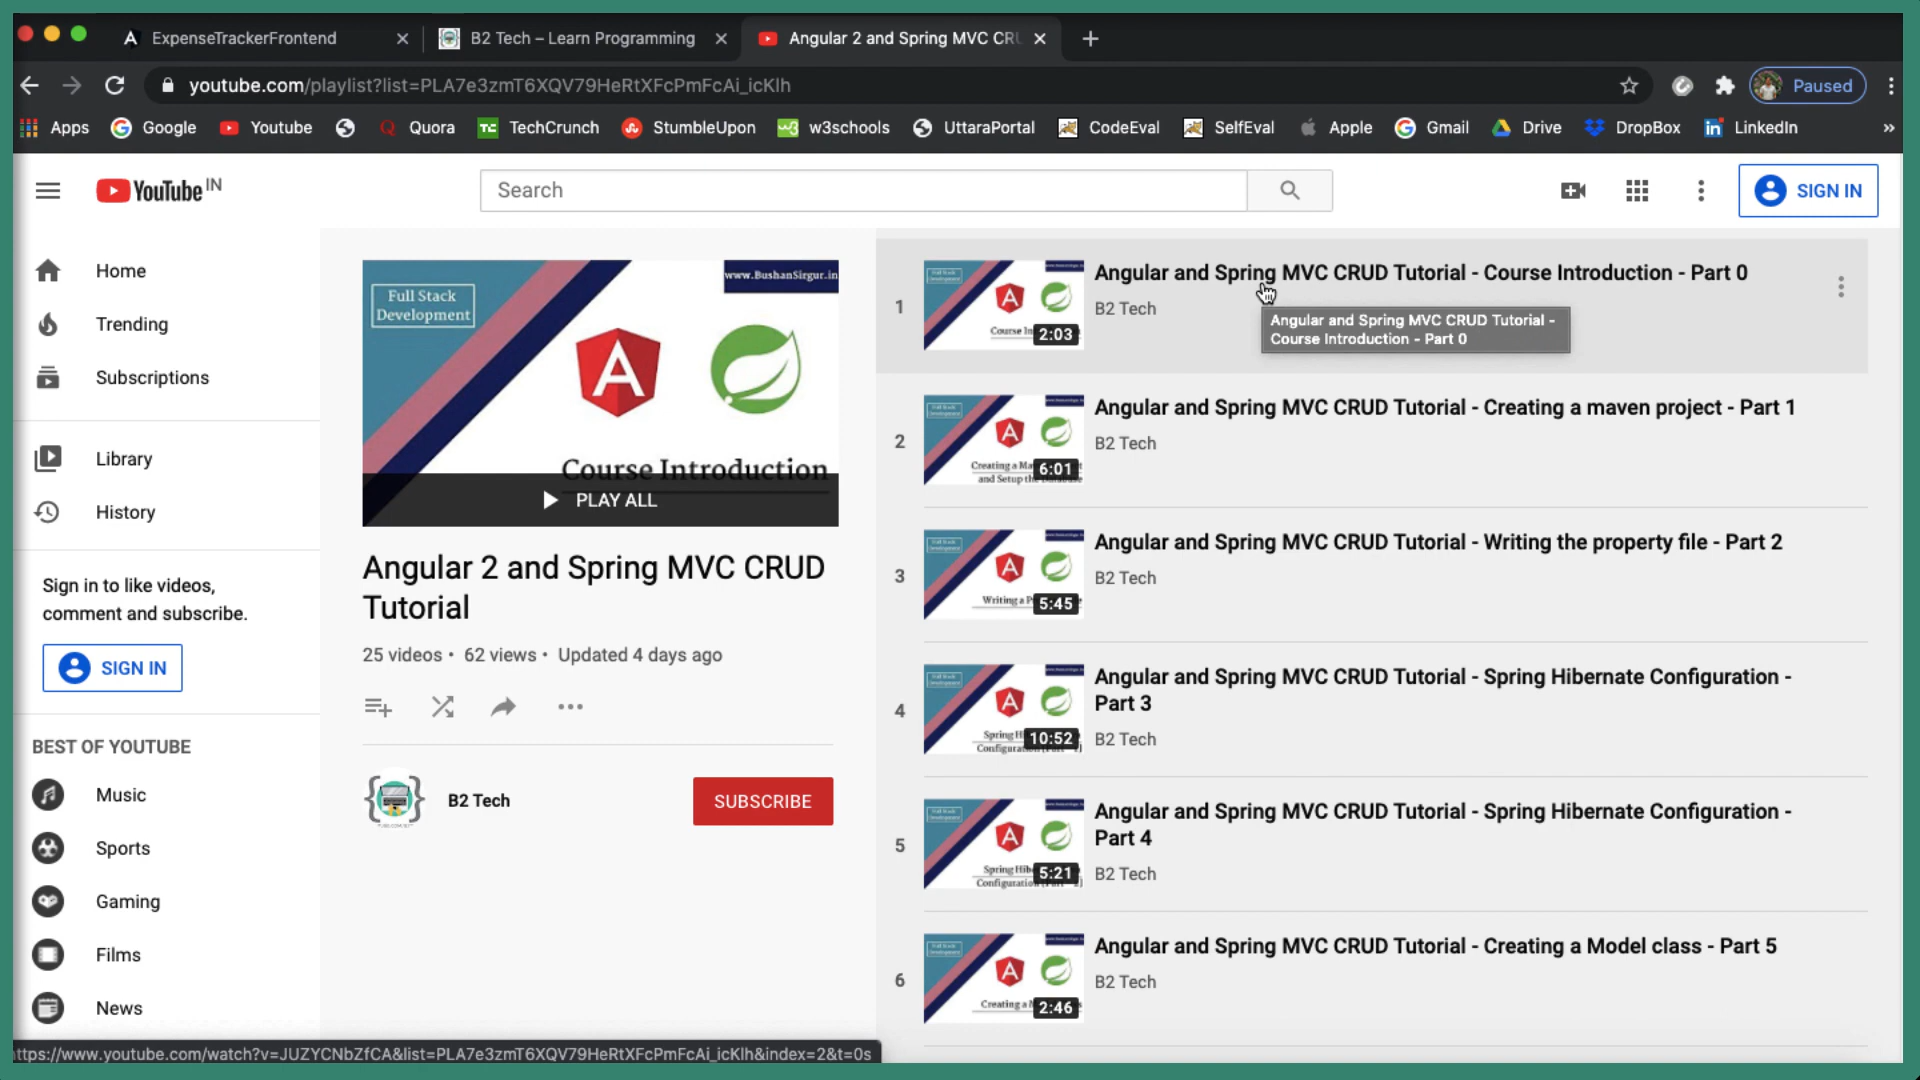 ExpenseTrackerFrontend
B2 Tech – Learn Programming
Angular 2 and Spring MVC CRU
youtube.com/playlist?list=PLA7e3zmT6XQV79HeRtXFcPmFcAi_icKlh
Paused
Apps
Google
Youtube
Quora
TechCrunch
StumbleUpon
w3schools
UttaraPortal
CodeEval
SelfEval
Apple
Gmail
Drive
DropBox
LinkedIn
YouTube IN
Search
SIGN IN
Home
Trending
Subscriptions
Library
History
Sign in to like videos,
comment and subscribe.
SIGN IN
BEST OF YOUTUBE
Music
Sports
Gaming
Films
News
www.BushanSirgur.in
Full Stack
Development
Course Introduction
PLAY ALL
Angular 2 and Spring MVC CRUD
Tutorial
25 videos • 62 views • Updated 4 days ago
B2 Tech
SUBSCRIBE
1
2:03
Angular and Spring MVC CRUD Tutorial - Course Introduction - Part 0
B2 Tech
Angular and Spring MVC CRUD Tutorial -
Course Introduction - Part 0
2
6:01
Angular and Spring MVC CRUD Tutorial - Creating a maven project - Part 1
B2 Tech
3
5:45
Angular and Spring MVC CRUD Tutorial - Writing the property file - Part 2
B2 Tech
4
10:52
Angular and Spring MVC CRUD Tutorial - Spring Hibernate Configuration -
Part 3
B2 Tech
5
5:21
Angular and Spring MVC CRUD Tutorial - Spring Hibernate Configuration -
Part 4
B2 Tech
6
2:46
Angular and Spring MVC CRUD Tutorial - Creating a Model class - Part 5
B2 Tech
ttps://www.youtube.com/watch?v=JUZYCNbZfCA&list=PLA7e3zmT6XQV79HeRtXFcPmFcAi_icKlh&index=2&t=0s